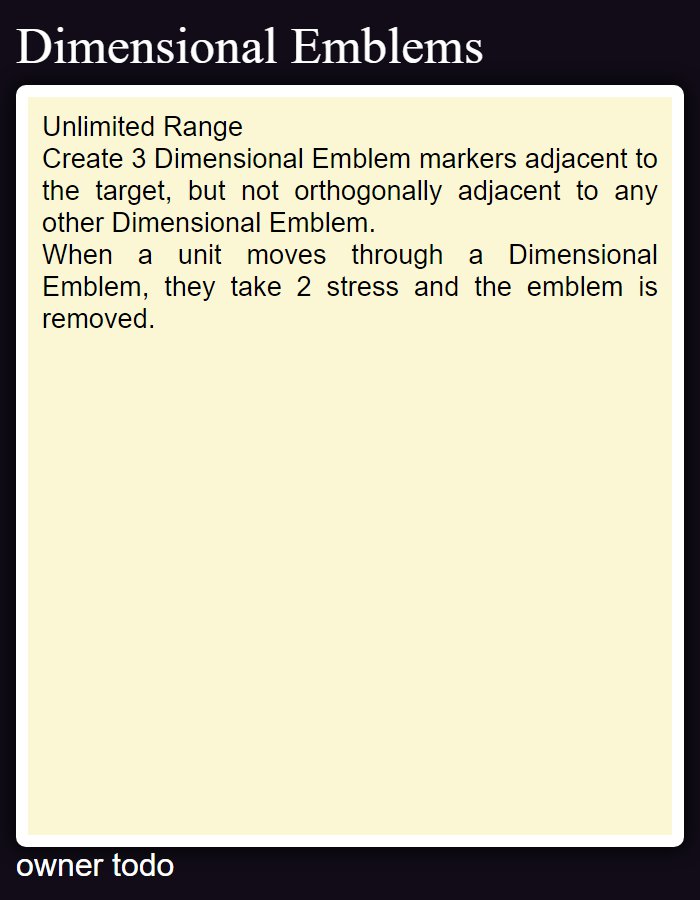 Dimensional Emblems
Unlimited Range
Create 3 Dimensional Emblem markers adjacent to
the target, but not orthogonally adjacent to any
other Dimensional Emblem.
When a unit moves through a Dimensional
Emblem, they take 2 stress and the emblem is
removed.
owner todo